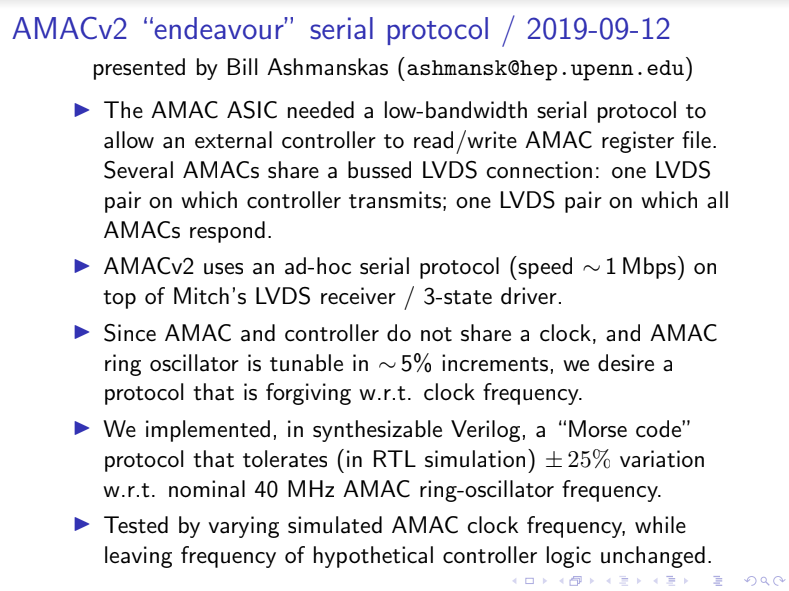 AMACv2 “endeavour” serial protocol / 2019-09-12
presented by Bill Ashmanskas (ashmansk@hep.upenn.edu)
▶ The AMAC ASIC needed a low-bandwidth serial protocol to
allow an external controller to read/write AMAC register file.
Several AMACs share a bussed LVDS connection: one LVDS
pair on which controller transmits; one LVDS pair on which all
AMACs respond.
▶ AMACv2 uses an ad-hoc serial protocol (speed ∼ 1 Mbps) on
top of Mitch’s LVDS receiver / 3-state driver.
▶ Since AMAC and controller do not share a clock, and AMAC
ring oscillator is tunable in ∼ 5% increments, we desire a
protocol that is forgiving w.r.t. clock frequency.
▶ We implemented, in synthesizable Verilog, a “Morse code”
protocol that tolerates (in RTL simulation) ± 25% variation
w.r.t. nominal 40 MHz AMAC ring-oscillator frequency.
▶ Tested by varying simulated AMAC clock frequency, while
leaving frequency of hypothetical controller logic unchanged.